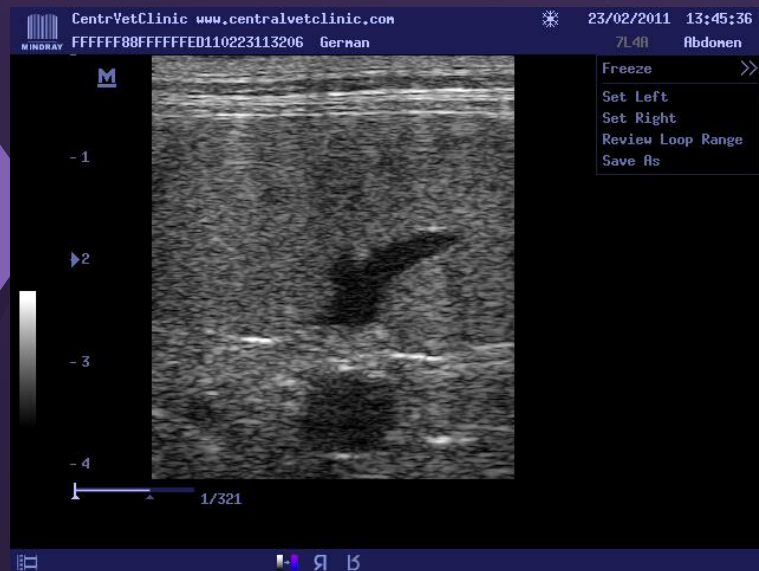 CentrVetClinic www.centralvetclinic.com
23/02/2011 13:45:36
MINDRAY
FFFFFF88FFFFFFED110223113206 German
7L4A Abdomen
M
Freeze
Set Left
Set Right
Review Loop Range
Save As
- 1
2
- 3
- 4
1/321
R